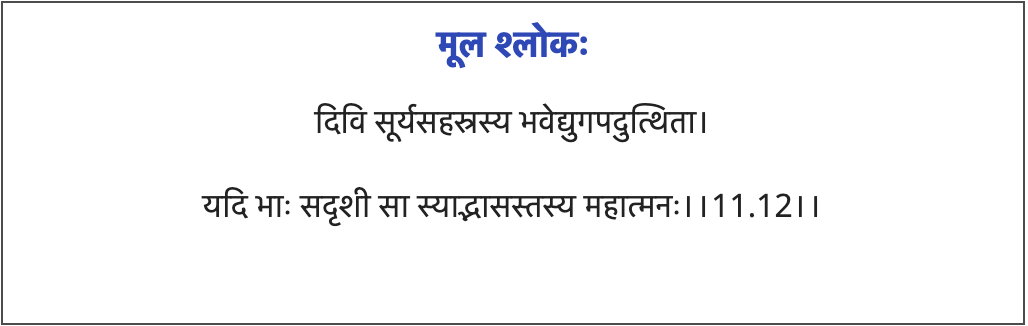 मूल श्लोकः
दिवि सूर्यसहस्रस्य भवेद्युगपदुत्थिता।
यदि भाः सदृशी सा स्याद्भासस्तस्य महात्मनः।।11.12।।